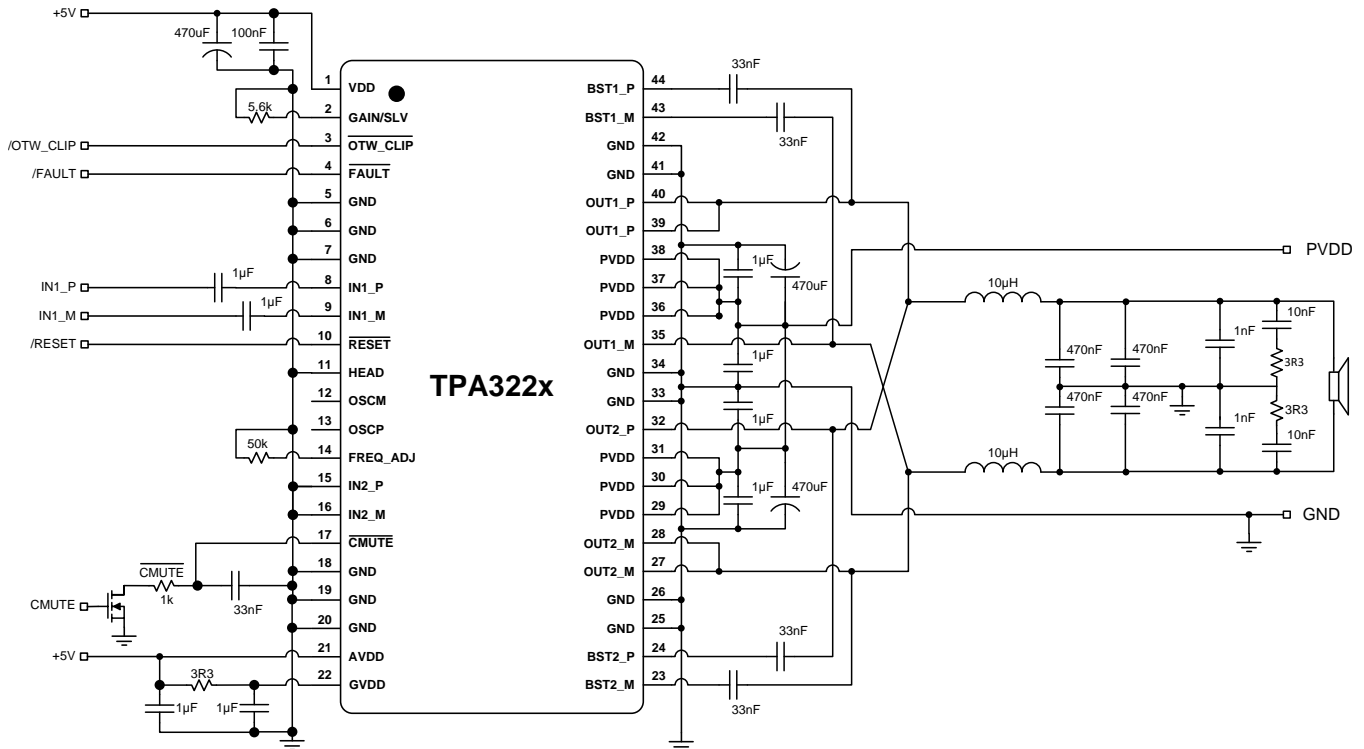 +5V
470uF
100nF
1 VDD
5.6k
2 GAIN/SLV
/OTW_CLIP
3 OTW_CLIP
/FAULT
4 FAULT
5 GND
6 GND
7 GND
IN1_P
1µF
8 IN1_P
IN1_M
1µF
9 IN1_M
/RESET
10 RESET
11 HEAD
12 OSCM
13 OSCP
50k
14 FREQ_ADJ
15 IN2_P
16 IN2_M
17 CMUTE
CMUTE
1k
33nF
CMUTE
18 GND
19 GND
20 GND
+5V
21 AVDD
3R3
22 GVDD
1µF
1µF
TPA322x
33nF
BST1_P 44
BST1_M 43
33nF
GND 42
GND 41
OUT1_P 40
OUT1_P 39
PVDD 38
PVDD 37
PVDD 36
OUT1_M 35
GND 34
GND 33
OUT2_P 32
PVDD 31
PVDD 30
PVDD 29
OUT2_M 28
OUT2_M 27
GND 26
GND 25
BST2_P 24
33nF
BST2_M 23
33nF
1µF
470uF
1µF
1µF
1µF
470uF
PVDD
10µH
470nF
470nF
1nF
10nF
3R3
470nF
470nF
1nF
3R3
10nF
10µH
GND